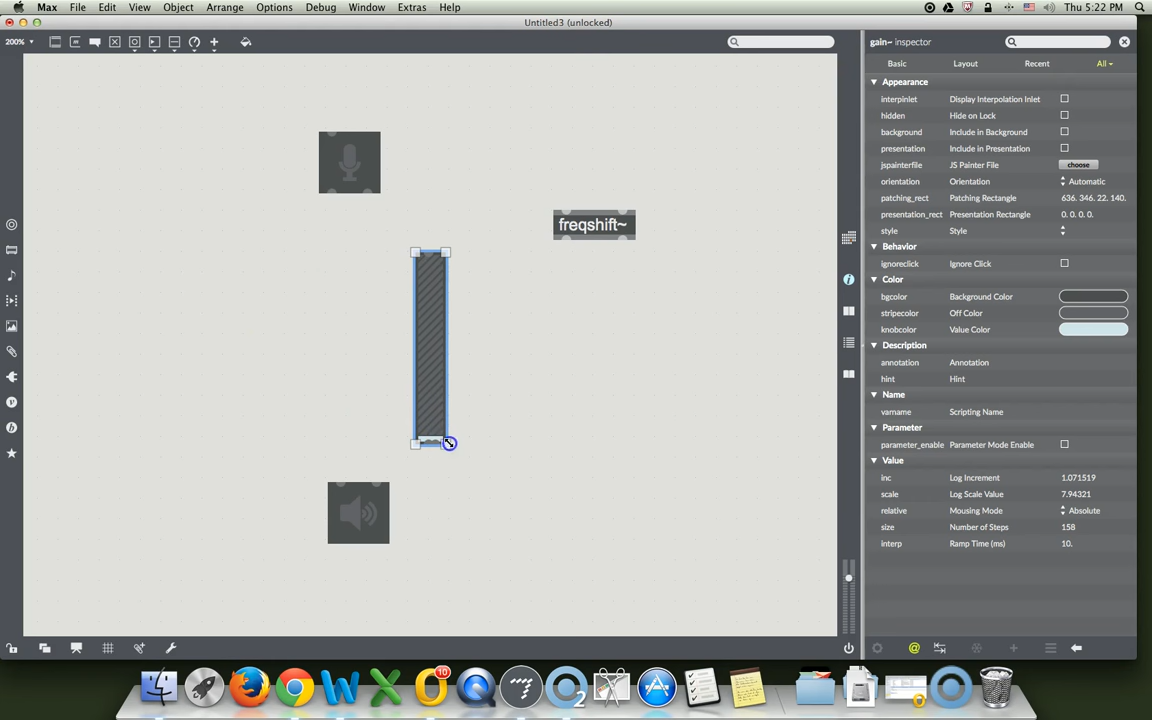 Max File Edit View Object Arrange Options Debug Window Extras Help Thu 5:22 PM
Untitled3 (unlocked)
200%
gain~ inspector
Basic Layout Recent All
Appearance
interpinlet Display Interpolation Inlet
hidden Hide on Lock
background Include in Background
presentation Include in Presentation
jspainterfile JS Painter File choose
orientation Orientation Automatic
patching_rect Patching Rectangle 636. 346. 22. 140.
presentation_rect Presentation Rectangle 0. 0. 0. 0.
style Style
freqshift~
Behavior
ignoreclick Ignore Click
Color
bgcolor Background Color
stripecolor Off Color
knobcolor Value Color
Description
annotation Annotation
hint Hint
Name
varname Scripting Name
Parameter
parameter_enable Parameter Mode Enable
Value
inc Log Increment 1.071519
scale Log Scale Value 7.94321
relative Mousing Mode Absolute
size Number of Steps 158
interp Ramp Time (ms) 10.
10
2